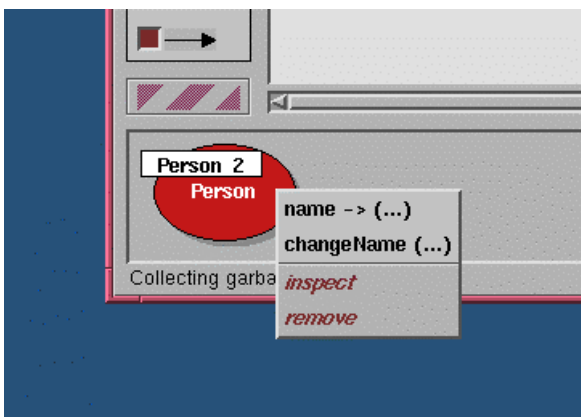 Person 2
Person
name -> (...)
changeName (...)
Collecting garba
inspect
remove